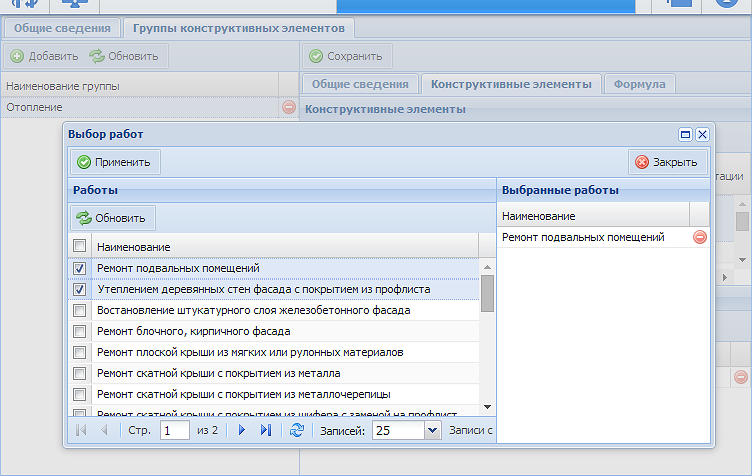 Общие сведения
Группы конструктивных элементов
Добавить
Обновить
Сохранить
Наименование группы
Отопление
Общие сведения
Конструктивные элементы
Формула
Конструктивные элементы
тации
Выбор работ
Применить
Закрыть
Работы
Обновить
Наименование
Ремонт подвальных помещений
Утеплением деревянных стен фасада с покрытием из профлиста
Востановление штукатурного слоя железобетонного фасада
Ремонт блочного, кирпичного фасада
Ремонт плоской крыши из мягких или рулонных материалов
Ремонт скатной крыши с покрытием из металла
Ремонт скатной крыши с покрытием из металлочерепицы
Ремонт скатной крыши с покрытием из шифера с заменой на профлист
Стр. 1 из 2
Записей: 25
Записи с
Выбранные работы
Наименование
Ремонт подвальных помещений